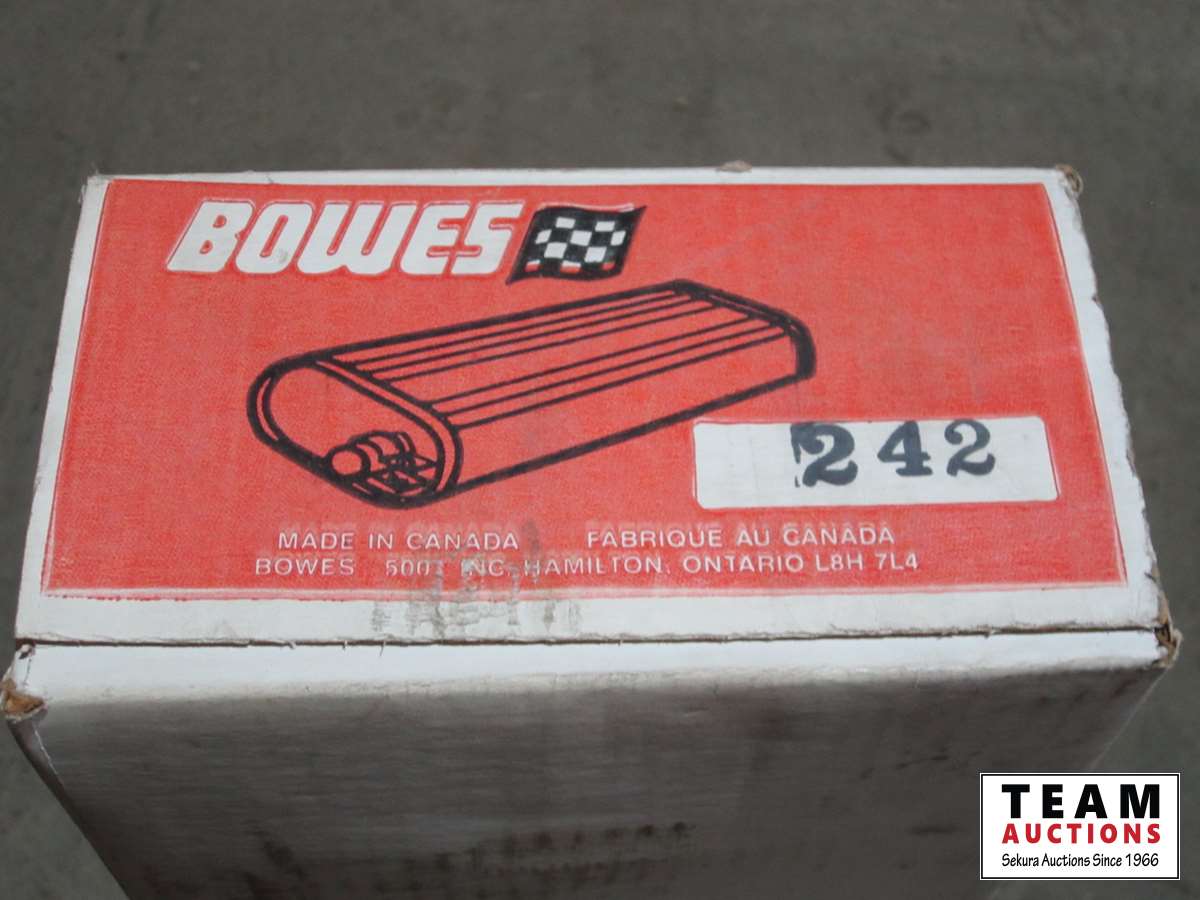 BOWES
242
MADE IN CANADA FABRIQUE AU CANADA
BOWES INC. HAMILTON, ONTARIO L8H 7L4
TEAM
AUCTIONS
Sekura Auctions Since 1966